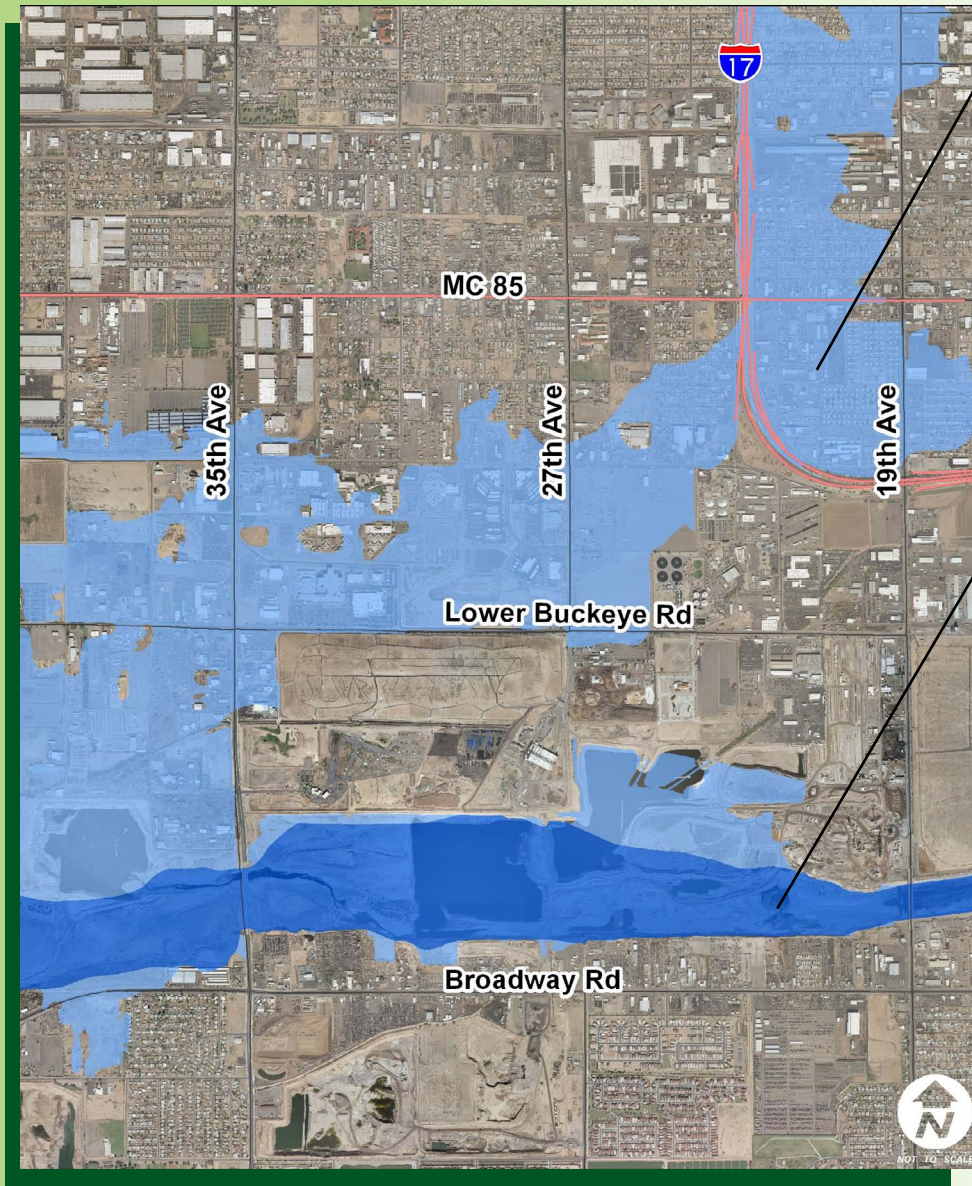 17
MC 85
35th Ave
27th Ave
19th Ave
Lower Buckeye Rd
Broadway Rd
N
NOT TO SCALE